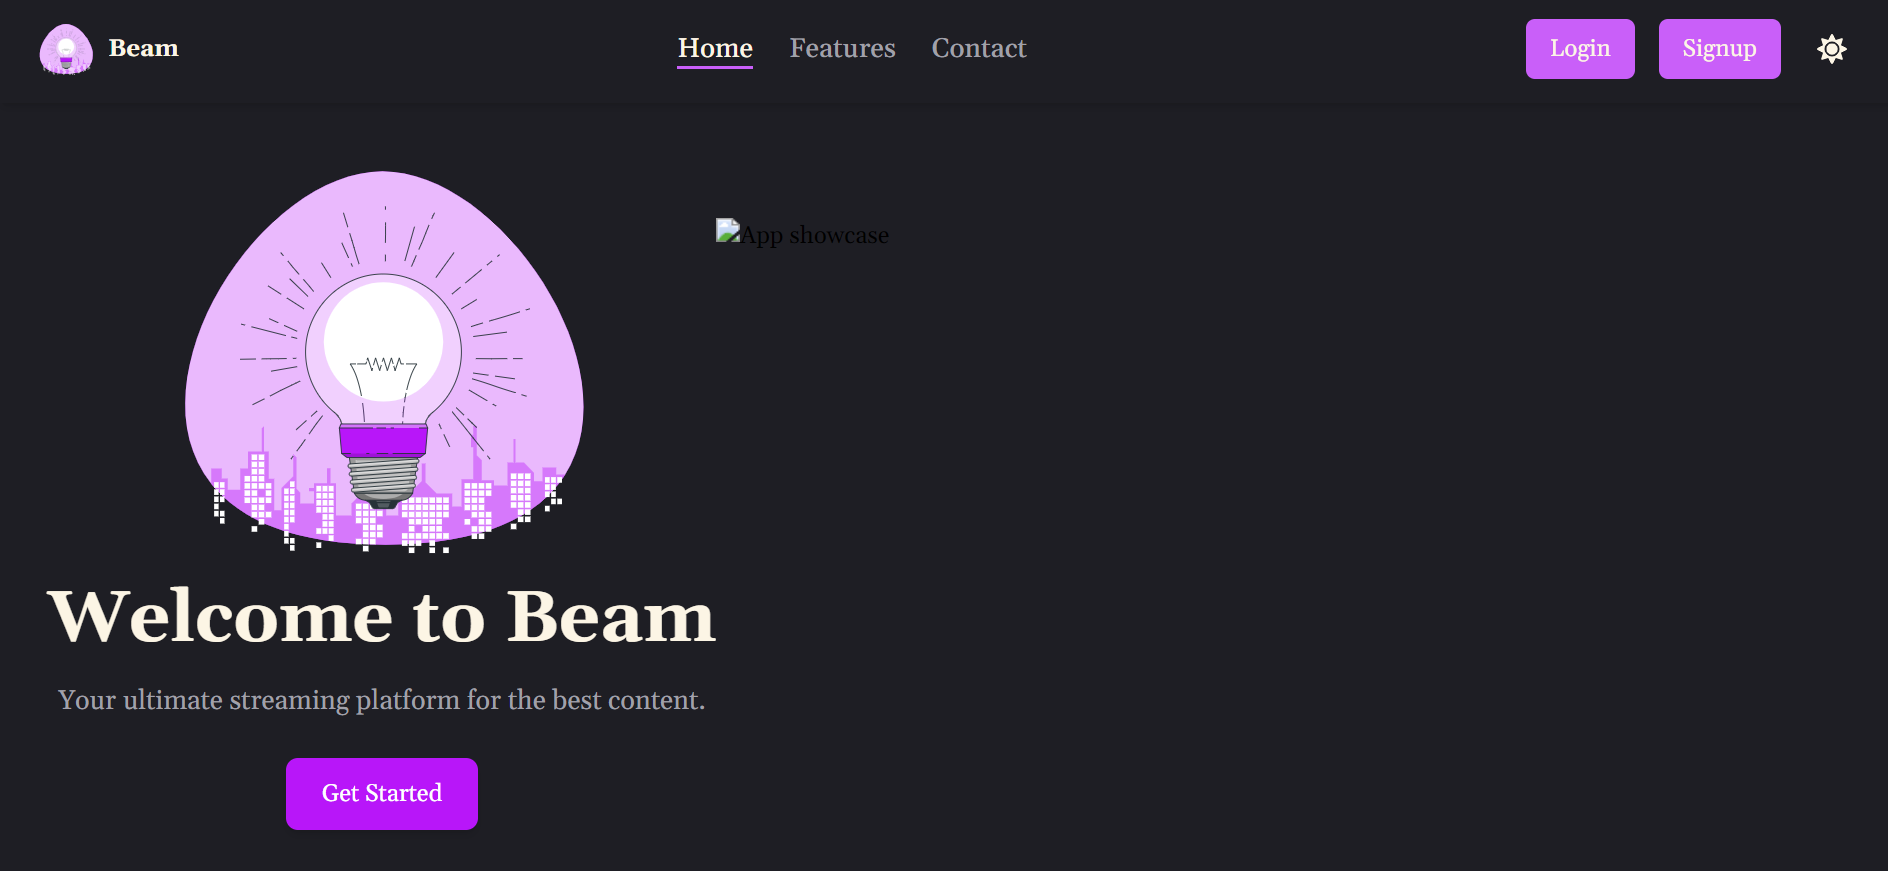 Beam
Home Features Contact
Login Signup
App showcase
Welcome to Beam
Your ultimate streaming platform for the best content.
Get Started